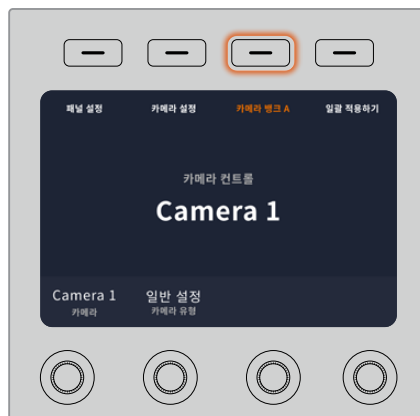 패널 설정 카메라 설정 카메라 뱅크 A 일괄 적용하기
카메라 컨트롤
Camera 1
Camera 1 일반 설정
카메라 카메라 유형